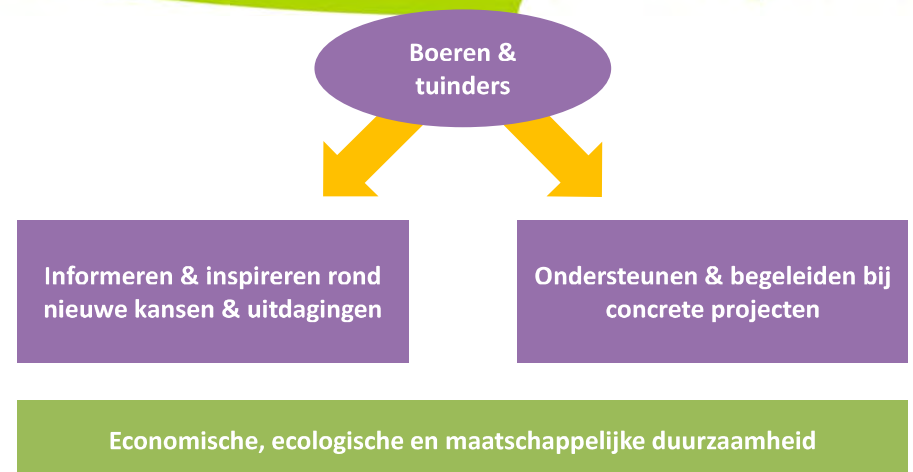 Boeren &
tuinders
Informeren & inspireren rond
nieuwe kansen & uitdagingen
Ondersteunen & begeleiden bij
concrete projecten
Economische, ecologische en maatschappelijke duurzaamheid